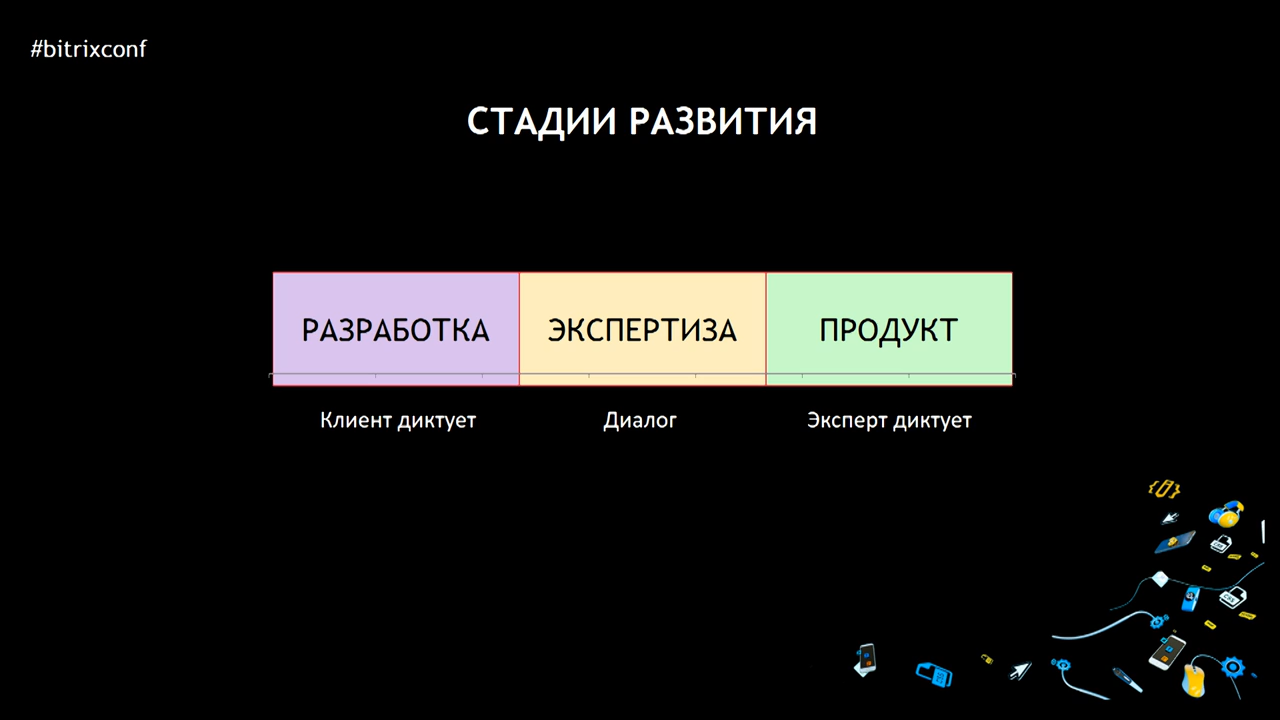 #bitrixconf
СТАДИИ РАЗВИТИЯ
РАЗРАБОТКА ЭКСПЕРТИЗА ПРОДУКТ
Клиент диктует Диалог Эксперт диктует